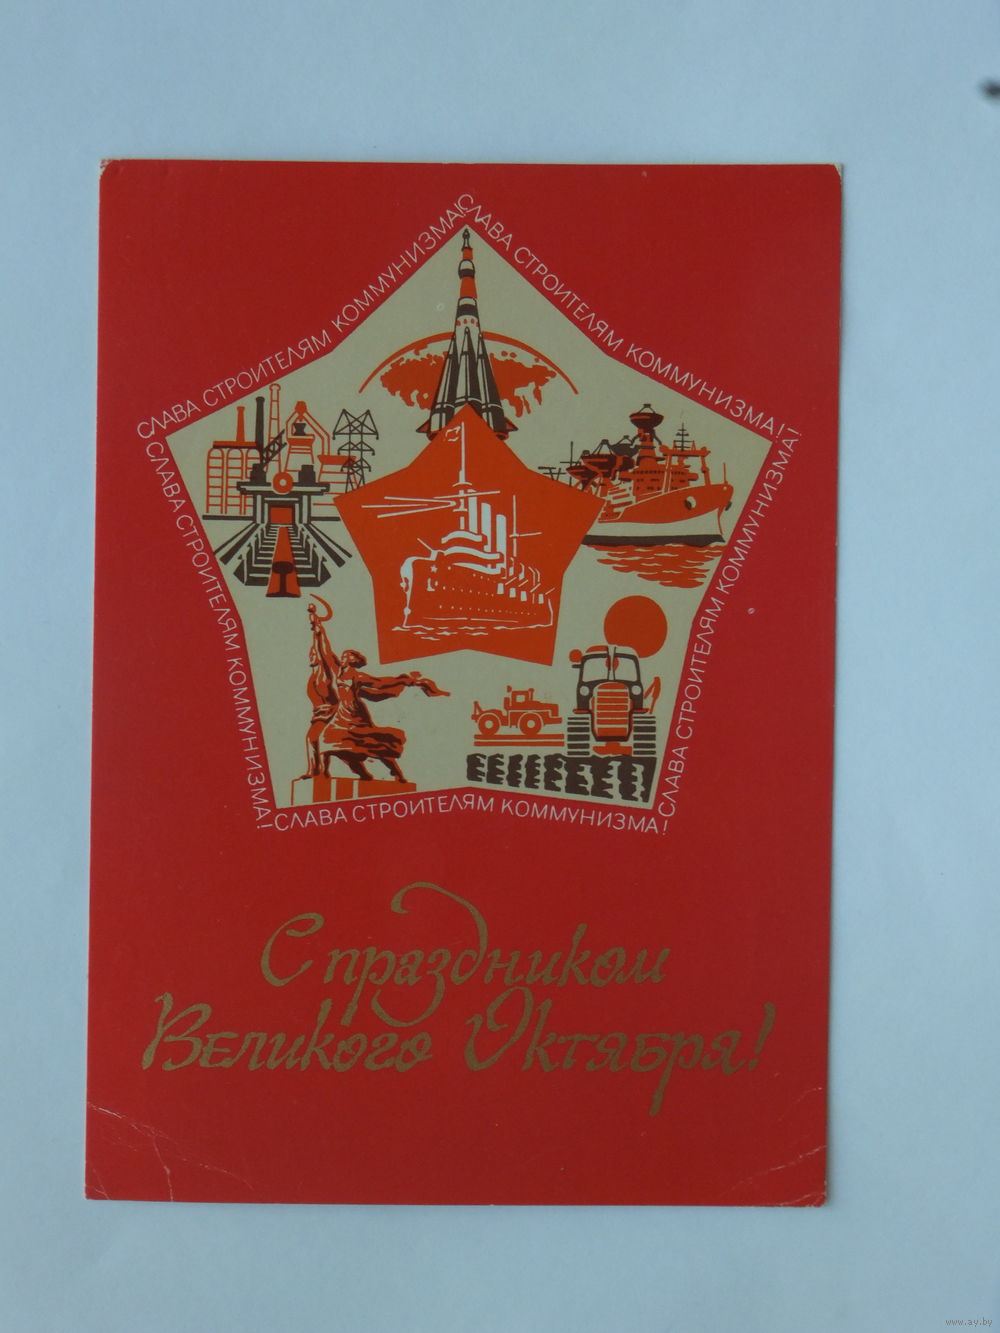 СЛАВА СТРОИТЕЛЯМ КОММУНИЗМА!
СЛАВА СТРОИТЕЛЯМ КОММУНИЗМА!
СЛАВА СТРОИТЕЛЯМ КОММУНИЗМА!
СЛАВА СТРОИТЕЛЯМ КОММУНИЗМА!
СЛАВА СТРОИТЕЛЯМ КОММУНИЗМА!
С праздником
Великого Октября!
www.ay.by